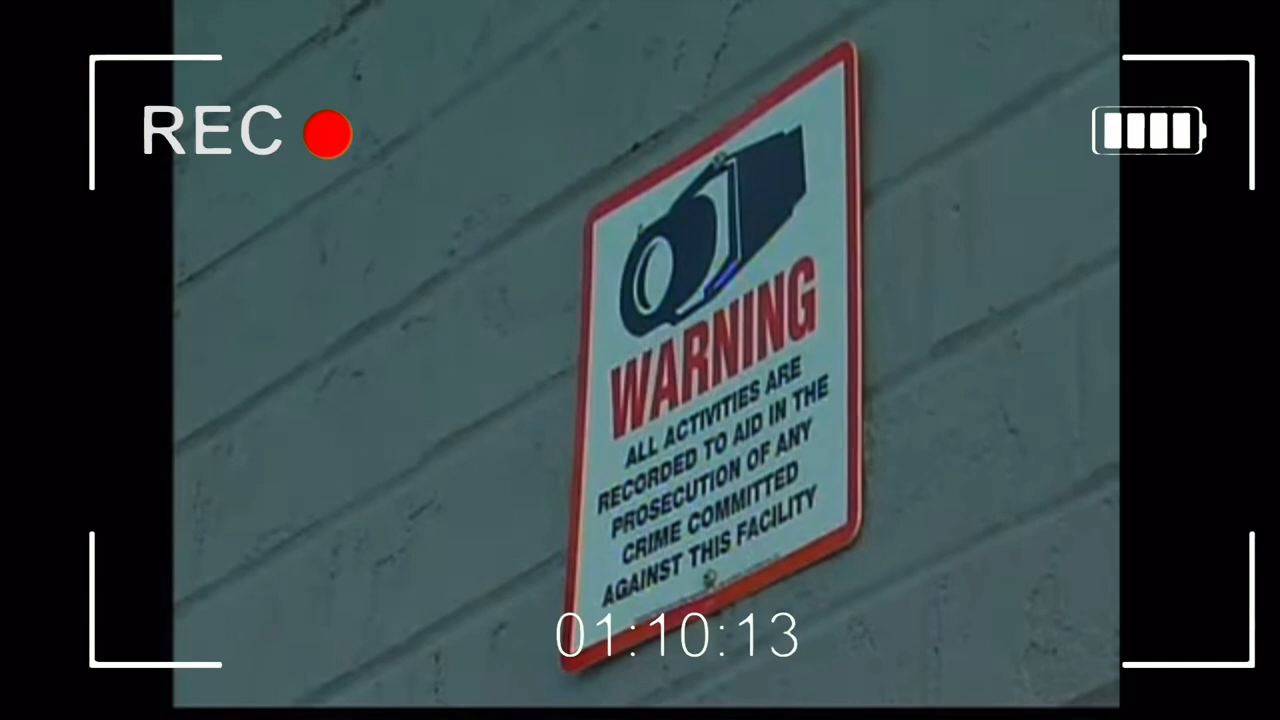 REC
WARNING
ALL ACTIVITIES ARE
RECORDED TO AID IN THE
PROSECUTION OF ANY
CRIME COMMITTED
AGAINST THIS FACILITY
01:10:13